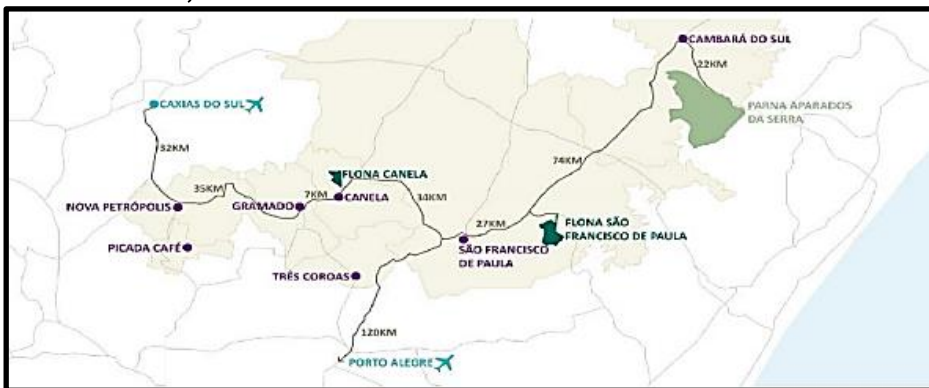 CAMBARÁ DO SUL
22KM
CAXIAS DO SUL
PARNA APARADOS
DA SERRA
32KM
74KM
FLONA CANELA
35KM
7KM
CANELA
34KM
NOVA PETRÓPOLIS
GRAMADO
27KM
FLONA SÃO
FRANCISCO DE PAULA
PICADA CAFÉ
SÃO FRANCISCO
DE PAULA
TRÊS COROAS
120KM
PORTO ALEGRE